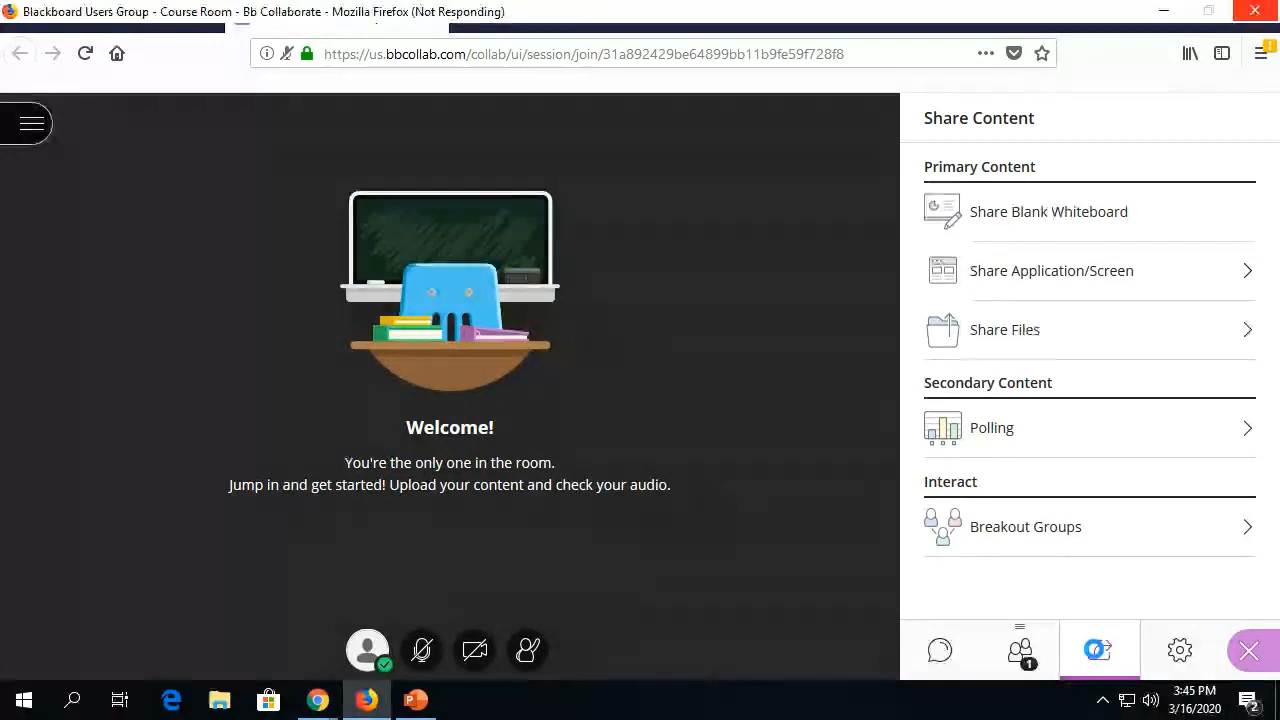 Blackboard Users Group - Course Room - Bb Collaborate - Mozilla Firefox (Not Responding)
https://us.bbcollab.com/collab/ui/session/join/31a892429be64899bb11b9fe59f728f8
Share Content
Primary Content
Share Blank Whiteboard
Share Application/Screen
Share Files
Secondary Content
Polling
Interact
Breakout Groups
Welcome!
You're the only one in the room.
Jump in and get started! Upload your content and check your audio.
1
3:45 PM
3/16/2020
2